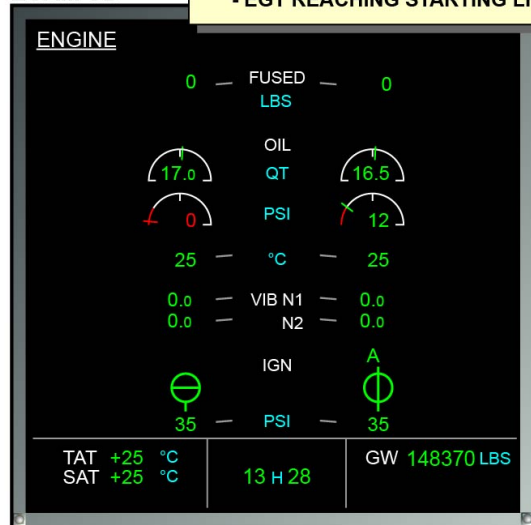 - EGT REACHING STARTING LI
ENGINE
0 FUSED 0
LBS
OIL
17.0 QT 16.5
0 PSI 12
25 °C 25
0.0 VIB N1 0.0
0.0 N2 0.0
IGN
A
35 PSI 35
TAT +25 °C GW 148370 LBS
SAT +25 °C 13 H 28